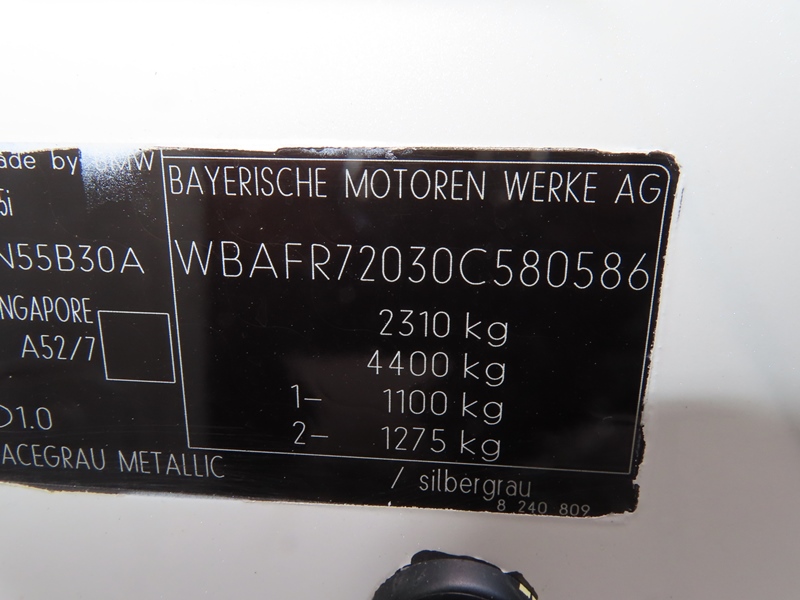 ade by BMW
5i
N55B30A
NGAPORE
A52/7
D1.0
ACEGRAU METALLIC
BAYERISCHE MOTOREN WERKE AG
WBAFR72030C580586
2310 kg
4400 kg
1- 1100 kg
2- 1275 kg
/ silbergrau
8 240 809